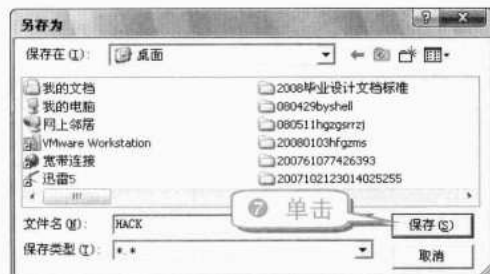 另存为
保存在(I): 桌面
我的文档 2008毕业设计文档标准
我的电脑 080429byshell
网上邻居 080511hgzgsrrzj
VMware Workstation 20080103hfgzms
宽带连接 200761077426393
迅雷5 2007102123014025255
❼ 单击
文件名(N): HACK 保存(S)
保存类型(T): *.* 取消